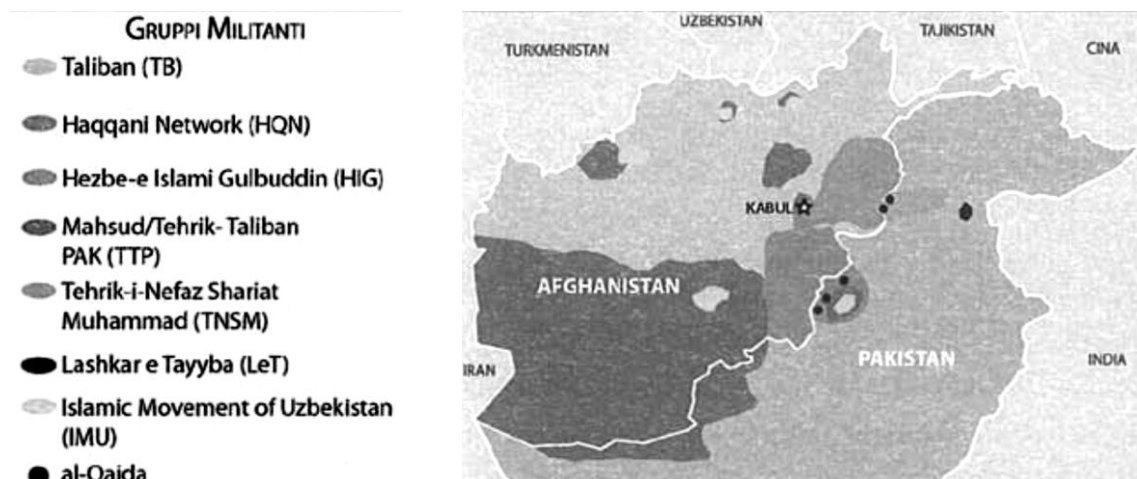 GRUPPI MILITANTI
Taliban (TB)
Haqqani Network (HQN)
Hezbe-e Islami Gulbuddin (HIG)
Mahsud/Tehrik- Taliban
PAK (TTP)
Tehrik-i-Nefaz Shariat
Muhammad (TNSM)
Lashkar e Tayyba (LeT)
Islamic Movement of Uzbekistan
(IMU)
al-Qaida
UZBEKISTAN
TURKMENISTAN
TAJIKISTAN
CINA
KABUL
AFGHANISTAN
PAKISTAN
IRAN
INDIA